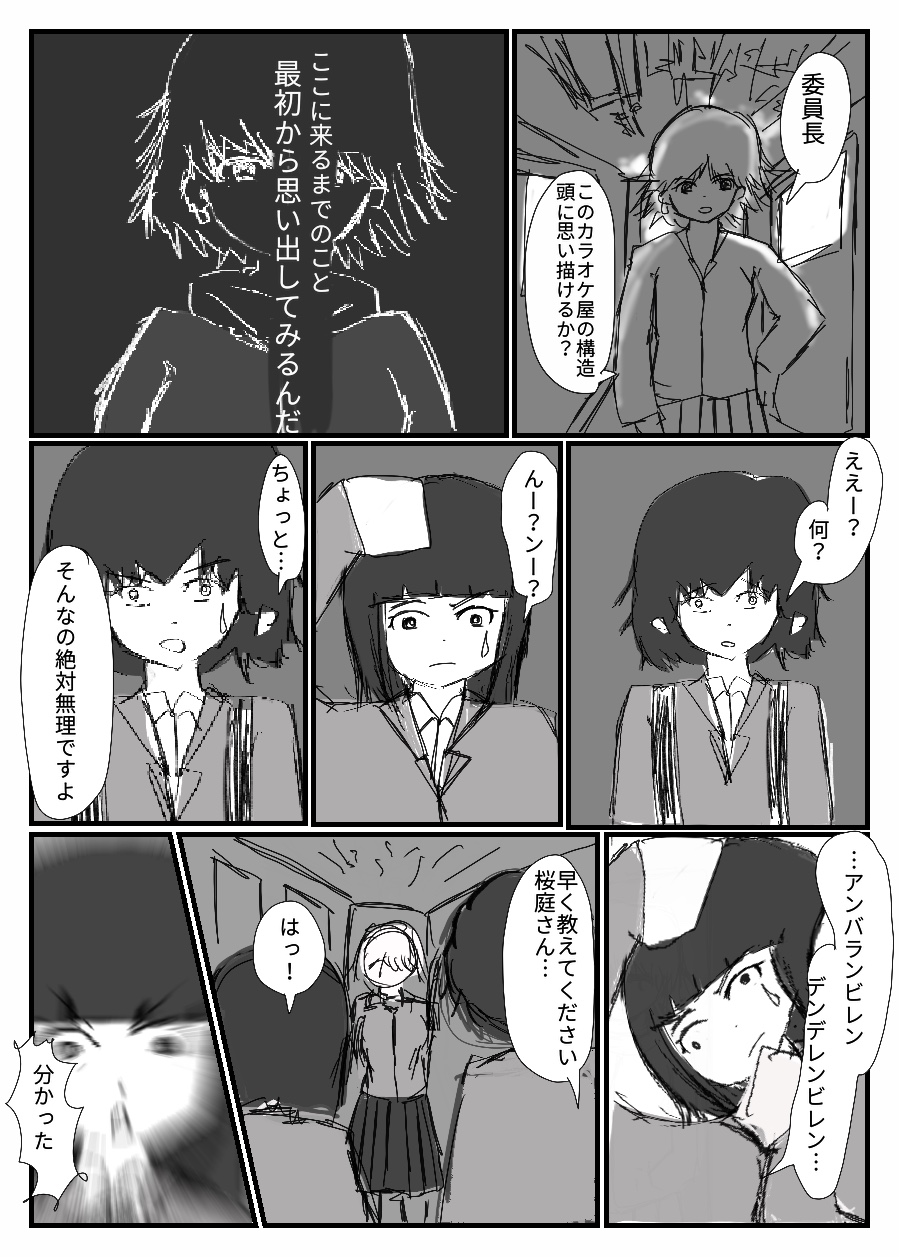 委員長
このカラオケ屋の構造
頭に思い描けるか？
ここに来るまでのこと
最初から思い出してみるんだ
ええー？
何？
んー？ンー？
ちょっと…
そんなの絶対無理ですよ
…アンバランビレン
デンデレンビレン…
早く教えてください
桜庭さん…
はっ！
分かった